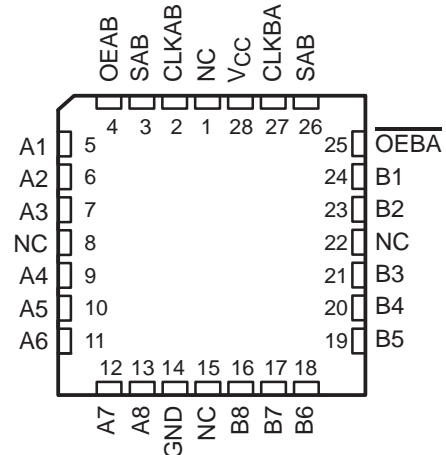 OEAB
SAB
CLKAB
NC
VCC
CLKBA
SAB
4 3 2 1 28 27 26
A1 5 25 OEBA
A2 6 24 B1
A3 7 23 B2
NC 8 22 NC
A4 9 21 B3
A5 10 20 B4
A6 11 19 B5
12 13 14 15 16 17 18
A7
A8
GND
NC
B8
B7
B6